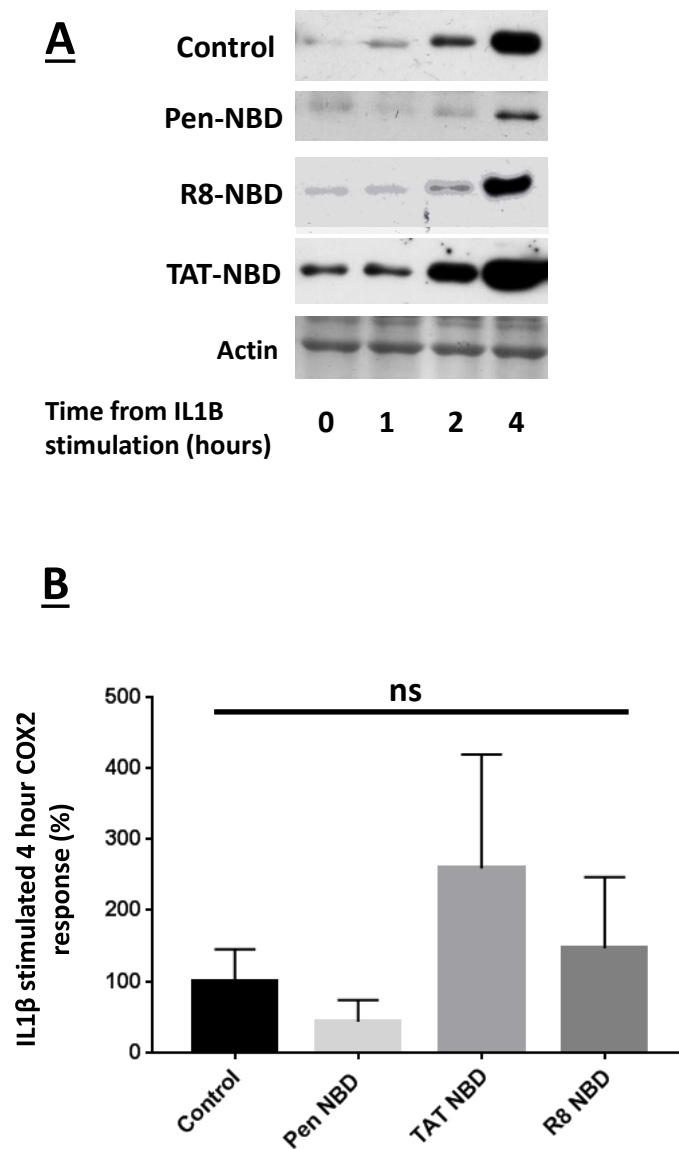 A
Control
Pen-NBD
R8-NBD
TAT-NBD
Actin
Time from IL1B
stimulation (hours)
0 1 2 4
B
ns
IL1β stimulated 4 hour COX2
response (%)
500
400
300
200
100
0
Control
Pen NBD
TAT NBD
R8 NBD